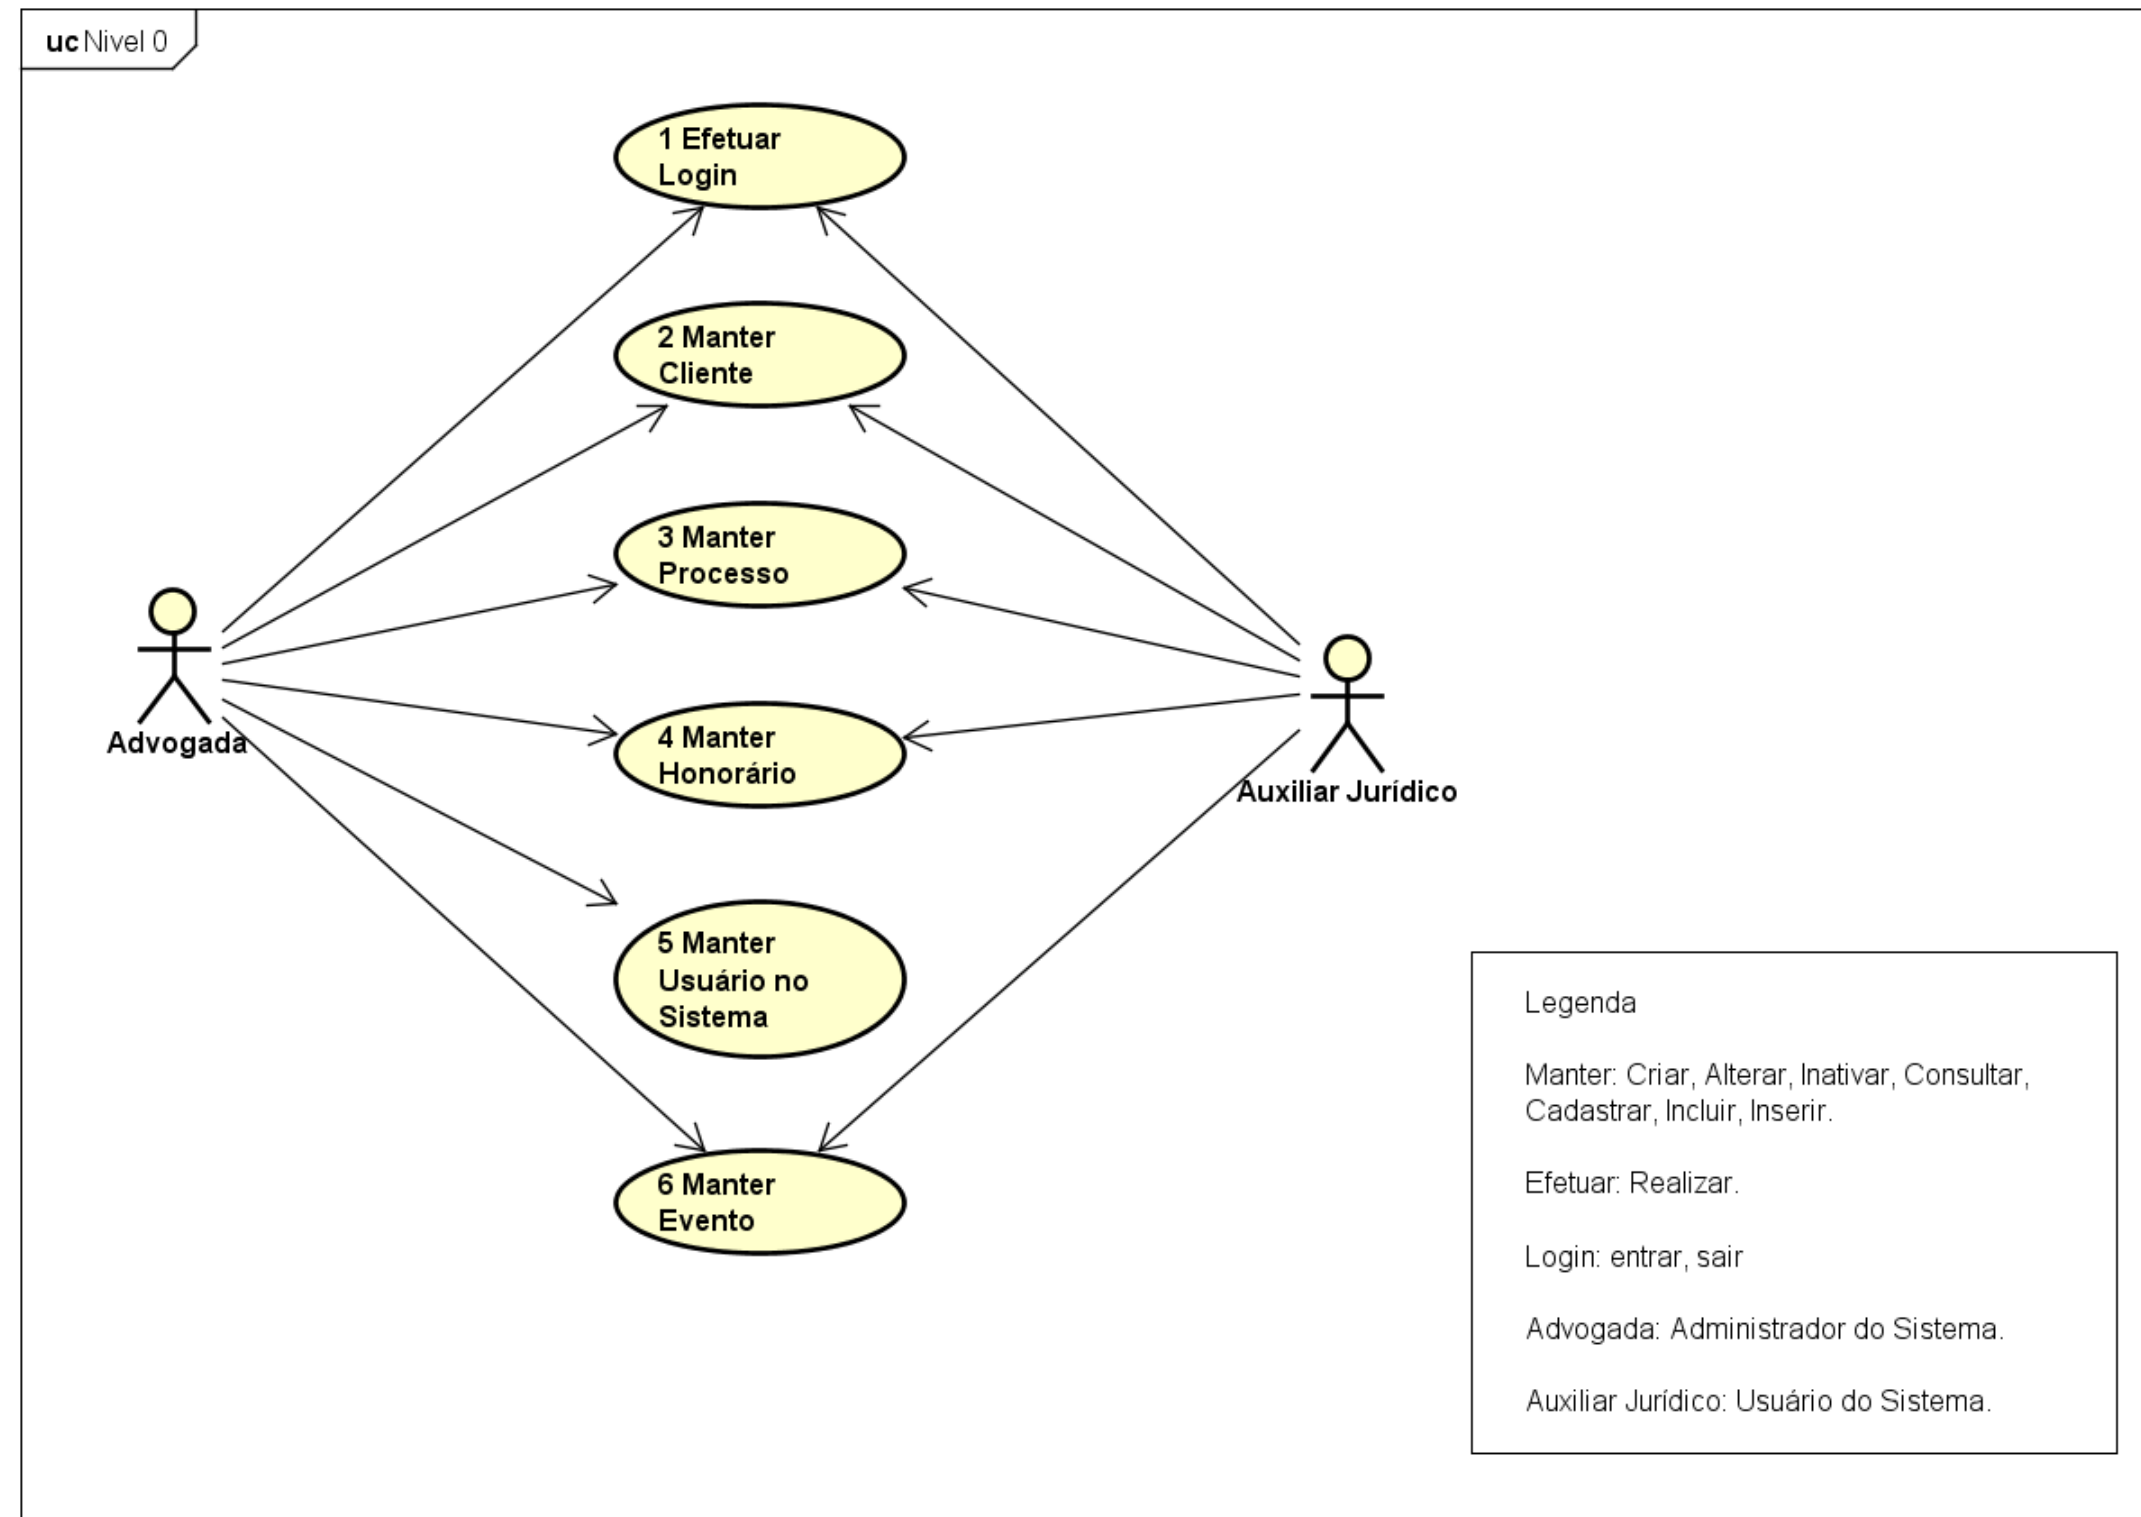 uc Nivel 0
1 Efetuar
Login
2 Manter
Cliente
3 Manter
Processo
Advogada
4 Manter
Honorário
Auxiliar Jurídico
5 Manter
Usuário no
Sistema
6 Manter
Evento
Legenda
Manter: Criar, Alterar, Inativar, Consultar,
Cadastrar, Incluir, Inserir.
Efetuar: Realizar.
Login: entrar, sair
Advogada: Administrador do Sistema.
Auxiliar Jurídico: Usuário do Sistema.